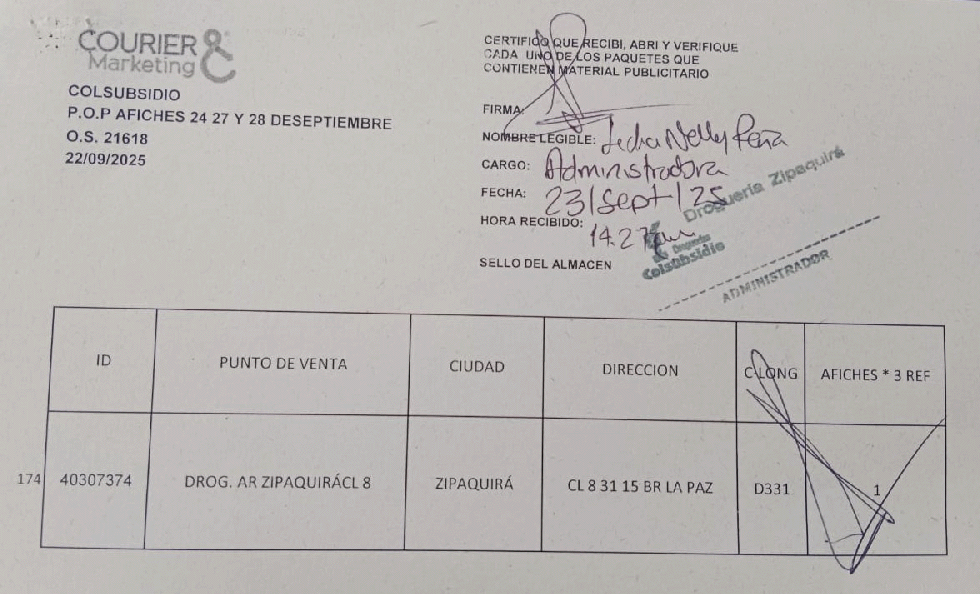 COURIER &
Marketing
COLSUBSIDIO
P.O.P AFICHES 24 27 Y 28 DESEPTIEMBRE
O.S. 21618
22/09/2025
CERTIFICO QUE RECIBI, ABRI Y VERIFIQUE
CADA UNO DE LOS PAQUETES QUE
CONTIENEN MATERIAL PUBLICITARIO
FIRMA:
NOMBRE LEGIBLE: Nelly Peña
CARGO: Administradora
FECHA: 23/Sept/25
HORA RECIBIDO: 14:27
SELLO DEL ALMACEN
Droguería Zipaquirá
Droguería
Colsubsidio
ADMINISTRADOR
ID PUNTO DE VENTA CIUDAD DIRECCION C LONG AFICHES * 3 REF
174 40307374 DROG. AR ZIPAQUIRÁCL 8 ZIPAQUIRÁ CL 8 31 15 BR LA PAZ D331 1